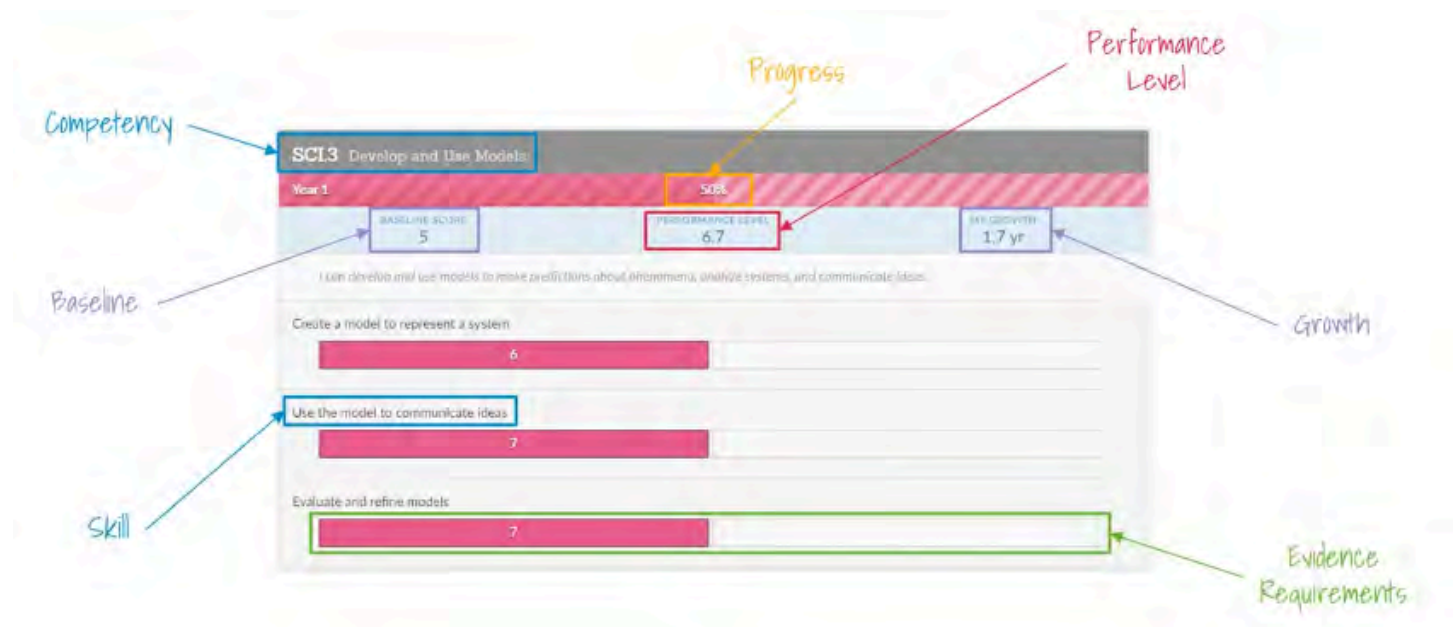 Performance
Level
Progress
Competency
SCI.3 Develop and Use Models
Year 1 50%
BASELINE SCORE PERFORMANCE LEVEL MY GROWTH
5 6.7 1.7 yr
I can develop and use models to make predictions about phenomena, analyze systems, and communicate ideas.
Baseline
Growth
Create a model to represent a system
6
Use the model to communicate ideas
7
Evaluate and refine models
7
Skill
Evidence
Requirements